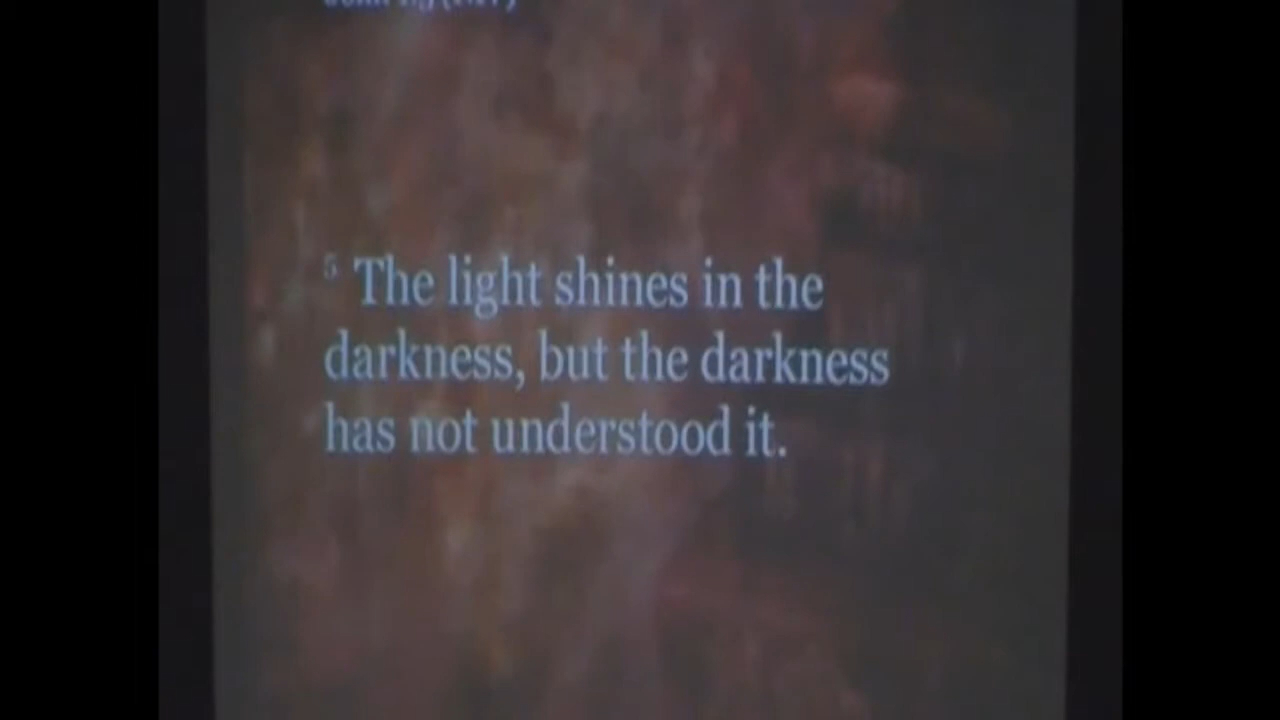 ⁵ The light shines in the
darkness, but the darkness
has not understood it.